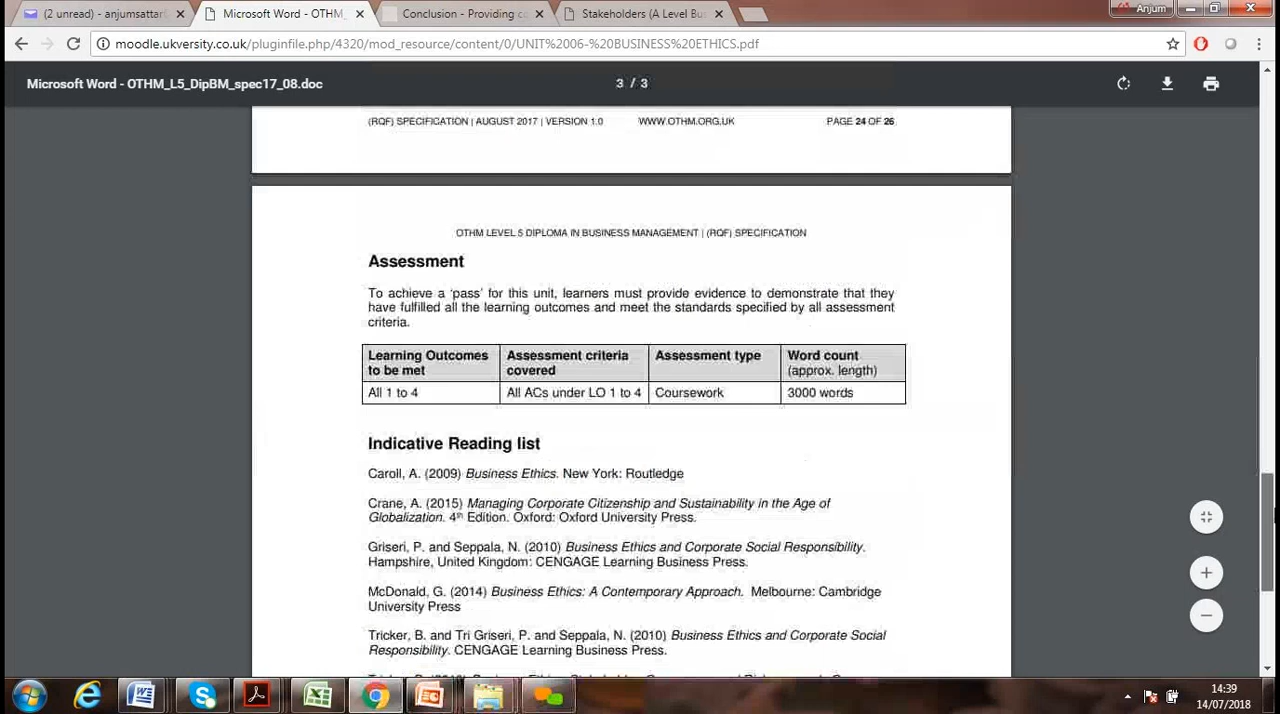 (2 unread) - anjumsattar
Microsoft Word - OTHM_
Conclusion - Providing c
Stakeholders (A Level Bu
Anjum
moodle.ukversity.co.uk/pluginfile.php/4320/mod_resource/content/0/UNIT%2006-%20BUSINESS%20ETHICS.pdf
Microsoft Word - OTHM_L5_DipBM_spec17_08.doc
3 / 3
(RQF) SPECIFICATION | AUGUST 2017 | VERSION 1.0 WWW.OTHM.ORG.UK PAGE 24 OF 26
OTHM LEVEL 5 DIPLOMA IN BUSINESS MANAGEMENT | (RQF) SPECIFICATION
Assessment
To achieve a ‘pass’ for this unit, learners must provide evidence to demonstrate that they
have fulfilled all the learning outcomes and meet the standards specified by all assessment
criteria.
Learning Outcomes Assessment criteria Assessment type Word count
to be met covered (approx. length)
All 1 to 4 All ACs under LO 1 to 4 Coursework 3000 words
Indicative Reading list
Caroll, A. (2009) Business Ethics. New York: Routledge
Crane, A. (2015) Managing Corporate Citizenship and Sustainability in the Age of
Globalization. 4th Edition. Oxford: Oxford University Press.
Griseri, P. and Seppala, N. (2010) Business Ethics and Corporate Social Responsibility.
Hampshire, United Kingdom: CENGAGE Learning Business Press.
McDonald, G. (2014) Business Ethics: A Contemporary Approach. Melbourne: Cambridge
University Press
Tricker, B. and Tri Griseri, P. and Seppala, N. (2010) Business Ethics and Corporate Social
Responsibility. CENGAGE Learning Business Press.
14:39
14/07/2018